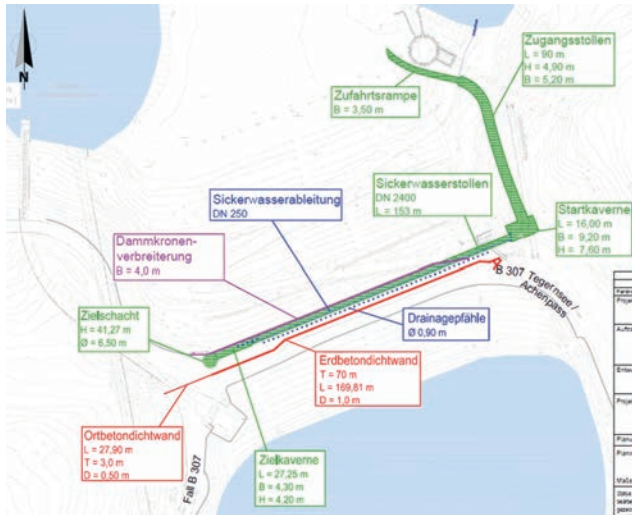 N
Zugangsstollen
L = 90 m
H = 4,90 m
B = 5,20 m
Zufahrtsrampe
B = 3,50 m
Sickerwasserableitung
DN 250
Sickerwasserstollen
DN 2400
L = 153 m
Startkaverne
L = 16,00 m
B = 9,20 m
H = 7,60 m
Dammkronen-
verbreiterung
B = 4,0 m
B 307 Tegernsee/
Achenpass
Zielschacht
H = 41,27 m
Ø = 6,50 m
Drainagepfähle
Ø 0,90 m
Erdbetondichtwand
T = 70 m
L = 169,81 m
D = 1,0 m
Ortbetondichtwand
L = 27,90 m
T = 3,0 m
D = 0,50 m
Zielkaverne
L = 27,25 m
B = 4,30 m
H = 4,20 m
Fall B 307